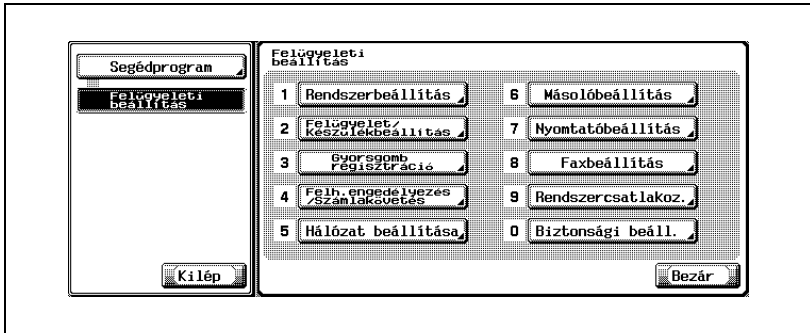 Segédprogram
Felügyeleti
beállítás
Kilép
Felügyeleti
beállítás
1 Rendszerbeállítás
2 Felügyelet/
Készülékbeállítás
3 Gyorsgomb
regisztráció
4 Felh.engedélyezés
/Számlakövetés
5 Hálózat beállítása
6 Másolóbeállítás
7 Nyomtatóbeállítás
8 Faxbeállítás
9 Rendszercsatlakoz.
0 Biztonsági beáll.
Bezár